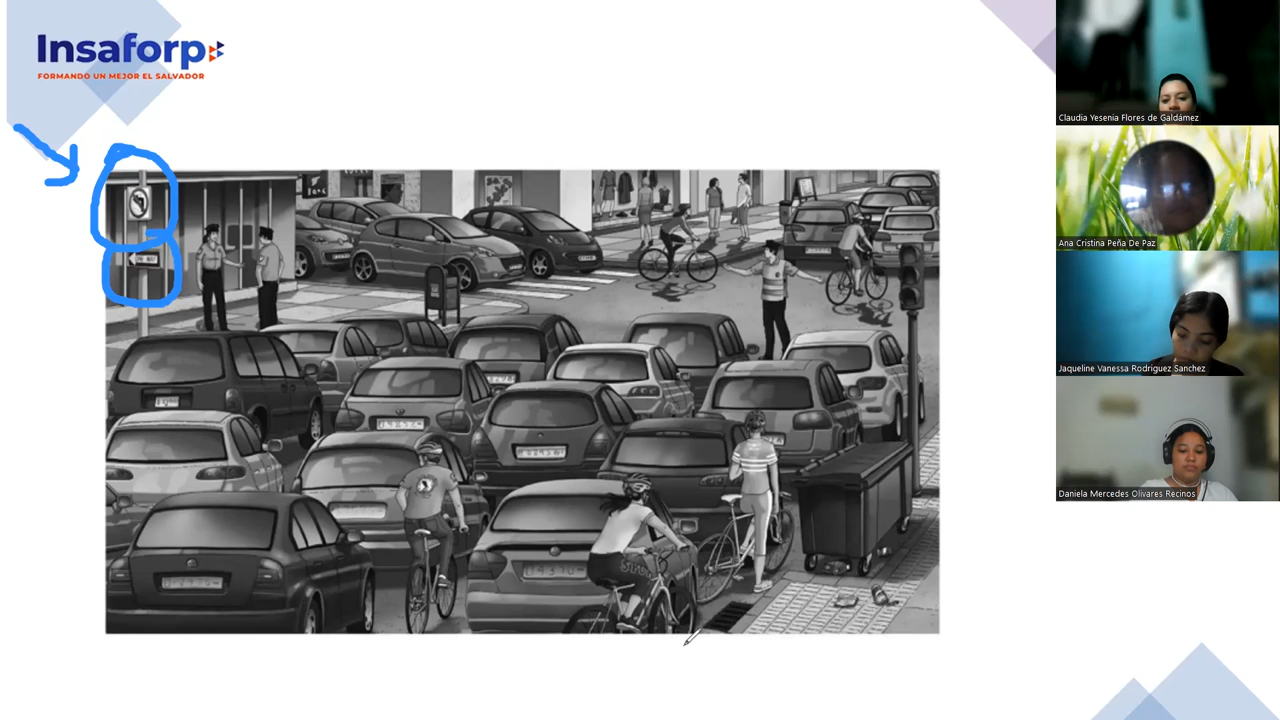 Insaforp
FORMANDO UN MEJOR EL SALVADOR
Claudia Yesenia Flores de Galdámez
Ana Cristina Peña De Paz
Jaqueline Vanessa Rodriguez Sanchez
Daniela Mercedes Olivares Recinos